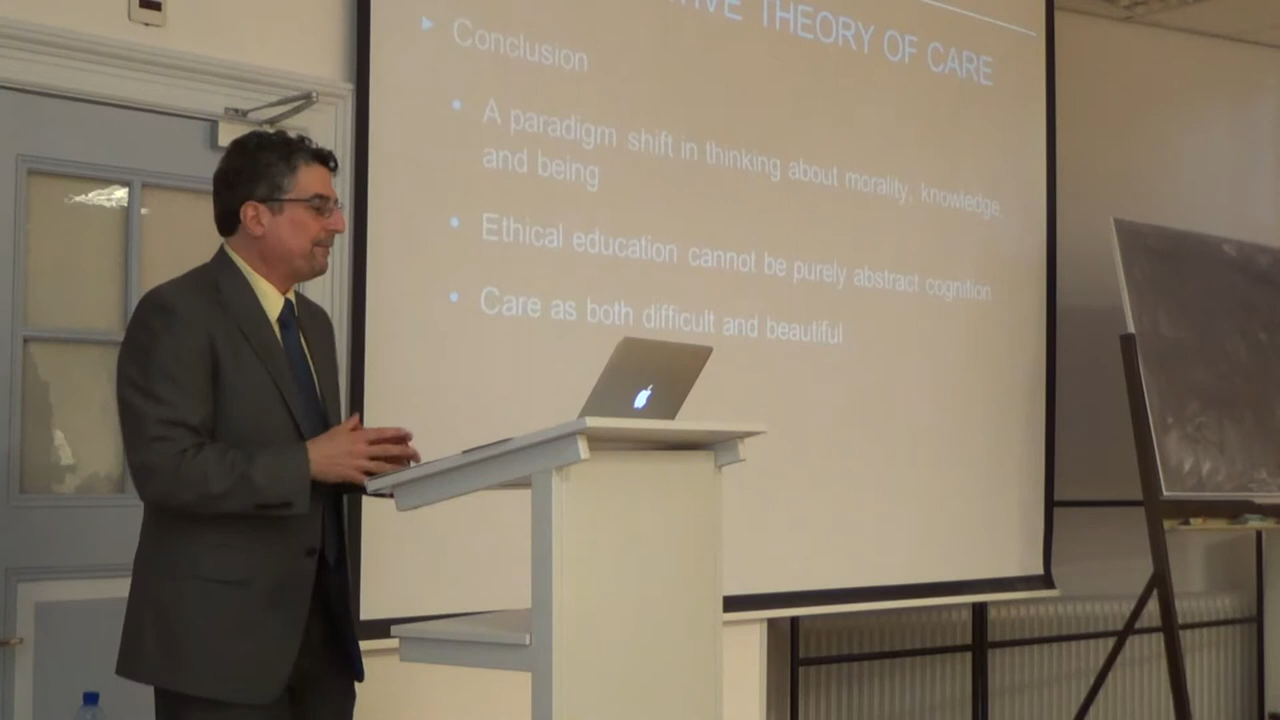 THEORY OF CARE
Conclusion
A paradigm shift in thinking about morality, knowledge
and being
Ethical education cannot be purely abstract cognition
Care as both difficult and beautiful